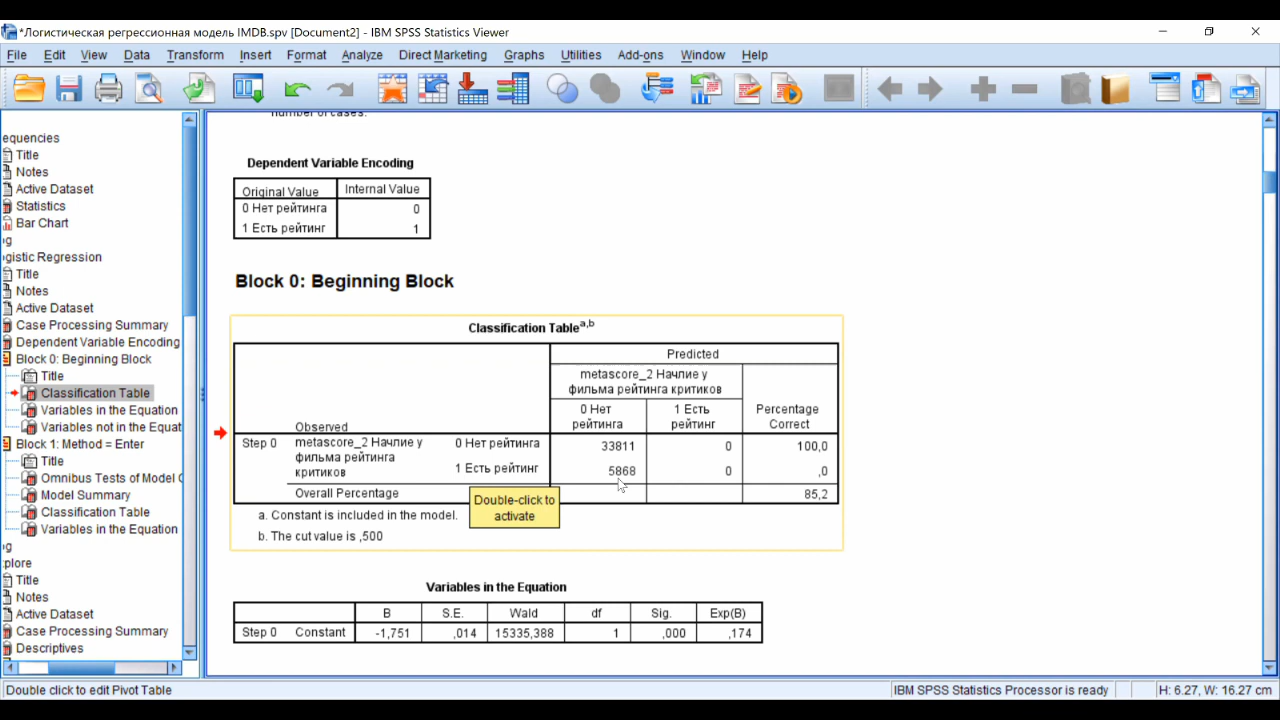 *Логистическая регрессионная модель IMDB.spv [Document2] - IBM SPSS Statistics Viewer
File Edit View Data Transform Insert Format Analyze Direct Marketing Graphs Utilities Add-ons Window Help
equencies
Title
Notes
Active Dataset
Statistics
Bar Chart
og
ogistic Regression
Title
Notes
Active Dataset
Case Processing Summary
Dependent Variable Encoding
Block 0: Beginning Block
Title
Classification Table
Variables in the Equation
Variables not in the Equat
Block 1: Method = Enter
Title
Omnibus Tests of Model C
Model Summary
Classification Table
Variables in the Equation
og
xplore
Title
Notes
Active Dataset
Case Processing Summary
Descriptives
number of cases.
Dependent Variable Encoding
Original Value Internal Value
0 Нет рейтинга 0
1 Есть рейтинг 1
Block 0: Beginning Block
Classification Table a,b
Predicted
metascore_2 Начлие у
фильма рейтинга критиков
0 Нет
рейтинга
1 Есть
рейтинг
Percentage
Correct
Observed
Step 0 metascore_2 Начлие у
фильма рейтинга
критиков
0 Нет рейтинга 33811 0 100,0
1 Есть рейтинг 5868 0 ,0
Overall Percentage 85,2
Double-click to
activate
a. Constant is included in the model.
b. The cut value is ,500
Variables in the Equation
B S.E. Wald df Sig. Exp(B)
Step 0 Constant -1,751 ,014 15335,388 1 ,000 ,174
Double click to edit Pivot Table
IBM SPSS Statistics Processor is ready
H: 6.27, W: 16.27 cm